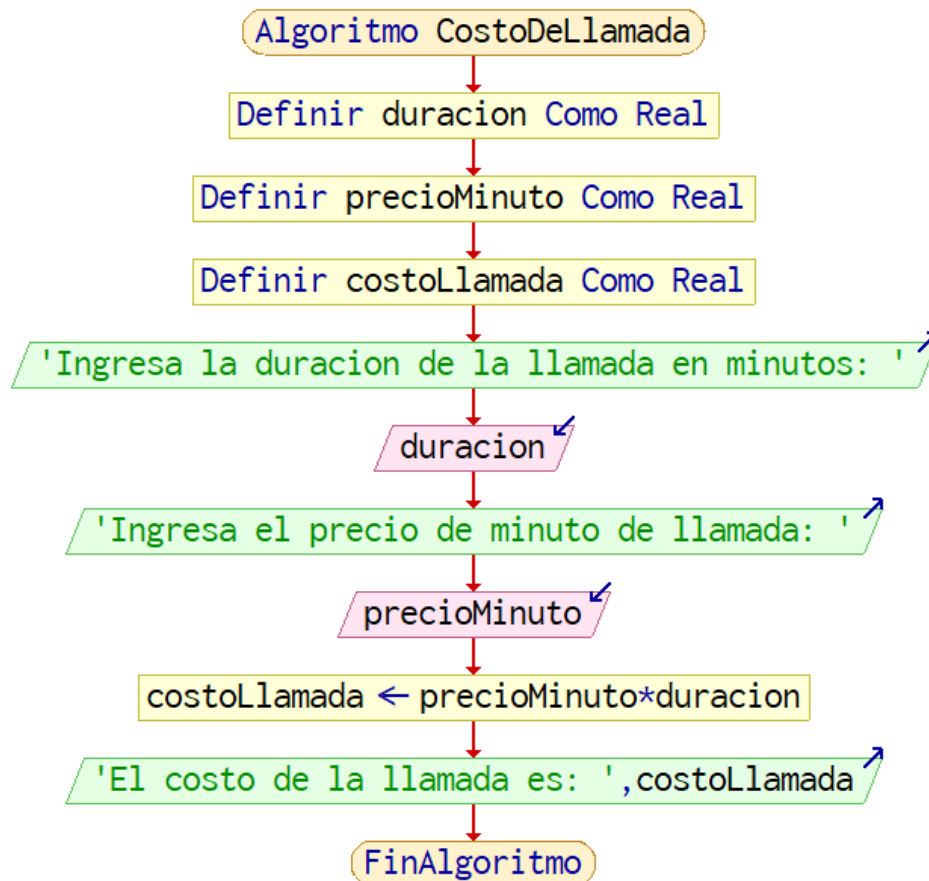 Algoritmo CostoDeLlamada
Definir duracion Como Real
Definir precioMinuto Como Real
Definir costoLlamada Como Real
'Ingresa la duracion de la llamada en minutos: '
duracion
'Ingresa el precio de minuto de llamada: '
precioMinuto
costoLlamada ← precioMinuto*duracion
'El costo de la llamada es: ',costoLlamada
FinAlgoritmo